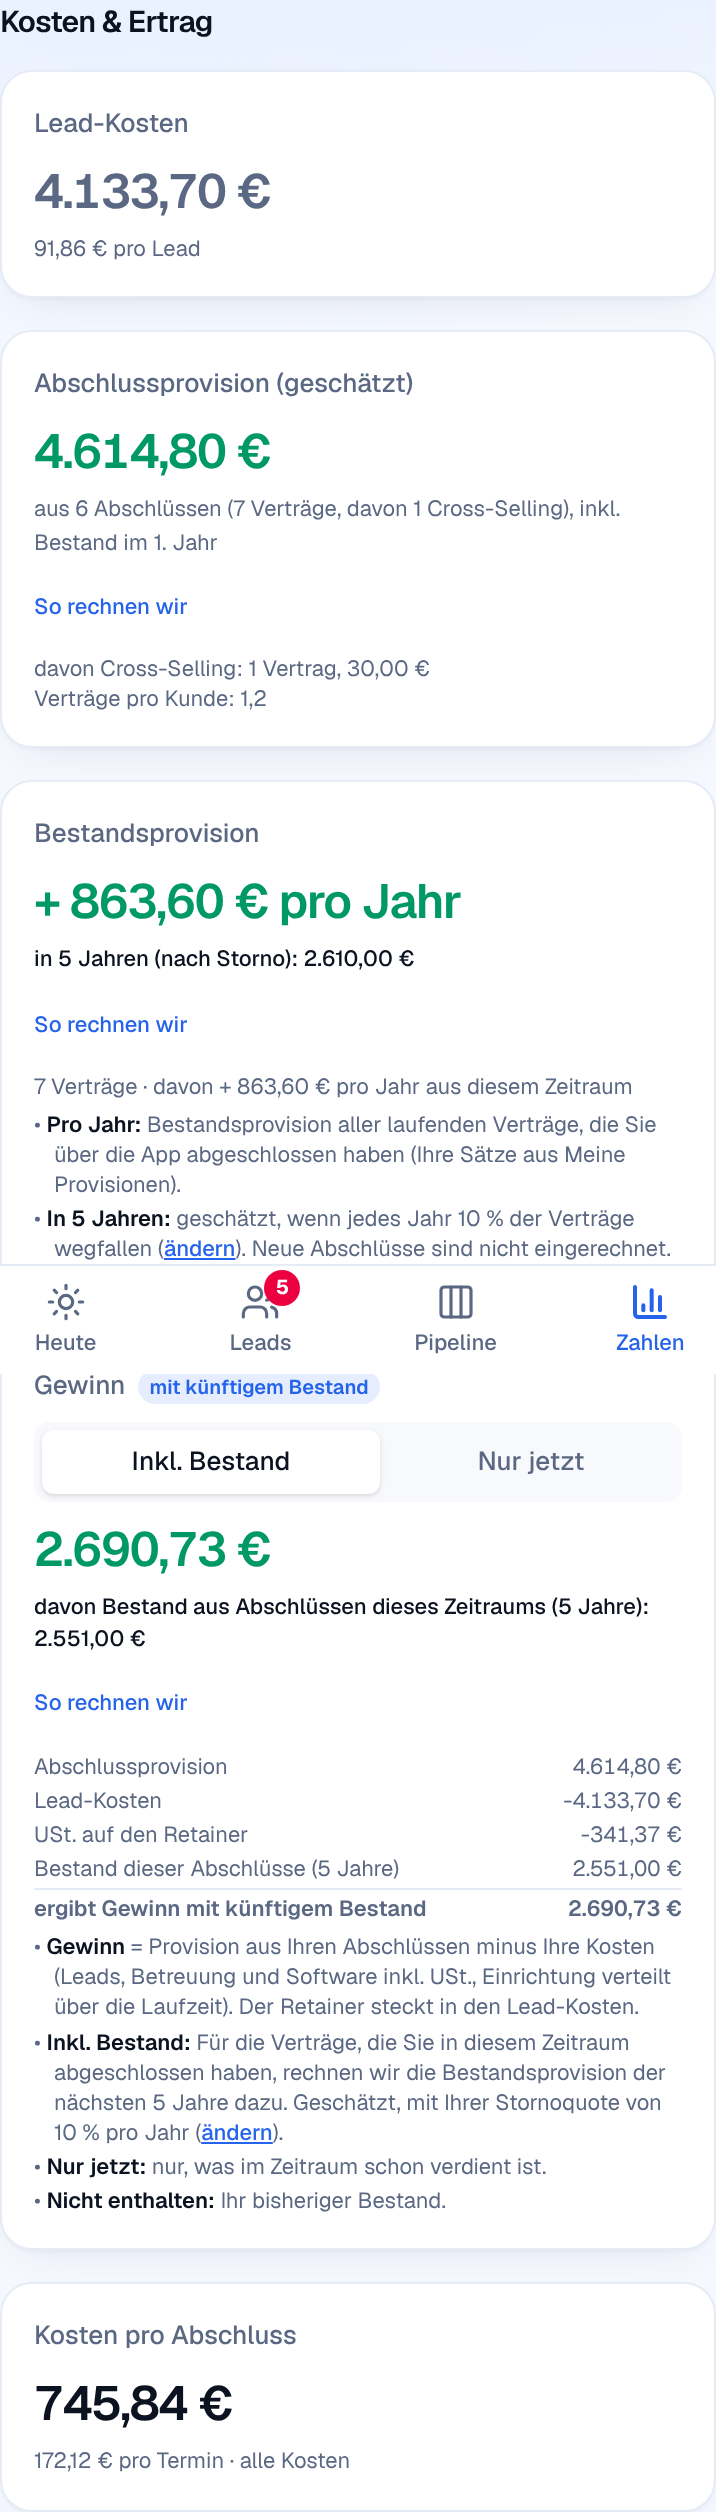 Kosten & Ertrag
Lead-Kosten
4.133,70 €
91,86 € pro Lead
Abschlussprovision (geschätzt)
4.614,80 €
aus 6 Abschlüssen (7 Verträge, davon 1 Cross-Selling), inkl.
Bestand im 1. Jahr
So rechnen wir
davon Cross-Selling: 1 Vertrag, 30,00 €
Verträge pro Kunde: 1,2
Bestandsprovision
+ 863,60 € pro Jahr
in 5 Jahren (nach Storno): 2.610,00 €
So rechnen wir
7 Verträge · davon + 863,60 € pro Jahr aus diesem Zeitraum
• Pro Jahr: Bestandsprovision aller laufenden Verträge, die Sie
über die App abgeschlossen haben (Ihre Sätze aus Meine
Provisionen).
• In 5 Jahren: geschätzt, wenn jedes Jahr 10 % der Verträge
wegfallen (ändern). Neue Abschlüsse sind nicht eingerechnet.
5
Heute Leads Pipeline Zahlen
Gewinn mit künftigem Bestand
Inkl. Bestand Nur jetzt
2.690,73 €
davon Bestand aus Abschlüssen dieses Zeitraums (5 Jahre):
2.551,00 €
So rechnen wir
Abschlussprovision 4.614,80 €
Lead-Kosten -4.133,70 €
USt. auf den Retainer -341,37 €
Bestand dieser Abschlüsse (5 Jahre) 2.551,00 €
ergibt Gewinn mit künftigem Bestand 2.690,73 €
• Gewinn = Provision aus Ihren Abschlüssen minus Ihre Kosten
(Leads, Betreuung und Software inkl. USt., Einrichtung verteilt
über die Laufzeit). Der Retainer steckt in den Lead-Kosten.
• Inkl. Bestand: Für die Verträge, die Sie in diesem Zeitraum
abgeschlossen haben, rechnen wir die Bestandsprovision der
nächsten 5 Jahre dazu. Geschätzt, mit Ihrer Stornoquote von
10 % pro Jahr (ändern).
• Nur jetzt: nur, was im Zeitraum schon verdient ist.
• Nicht enthalten: Ihr bisheriger Bestand.
Kosten pro Abschluss
745,84 €
172,12 € pro Termin · alle Kosten